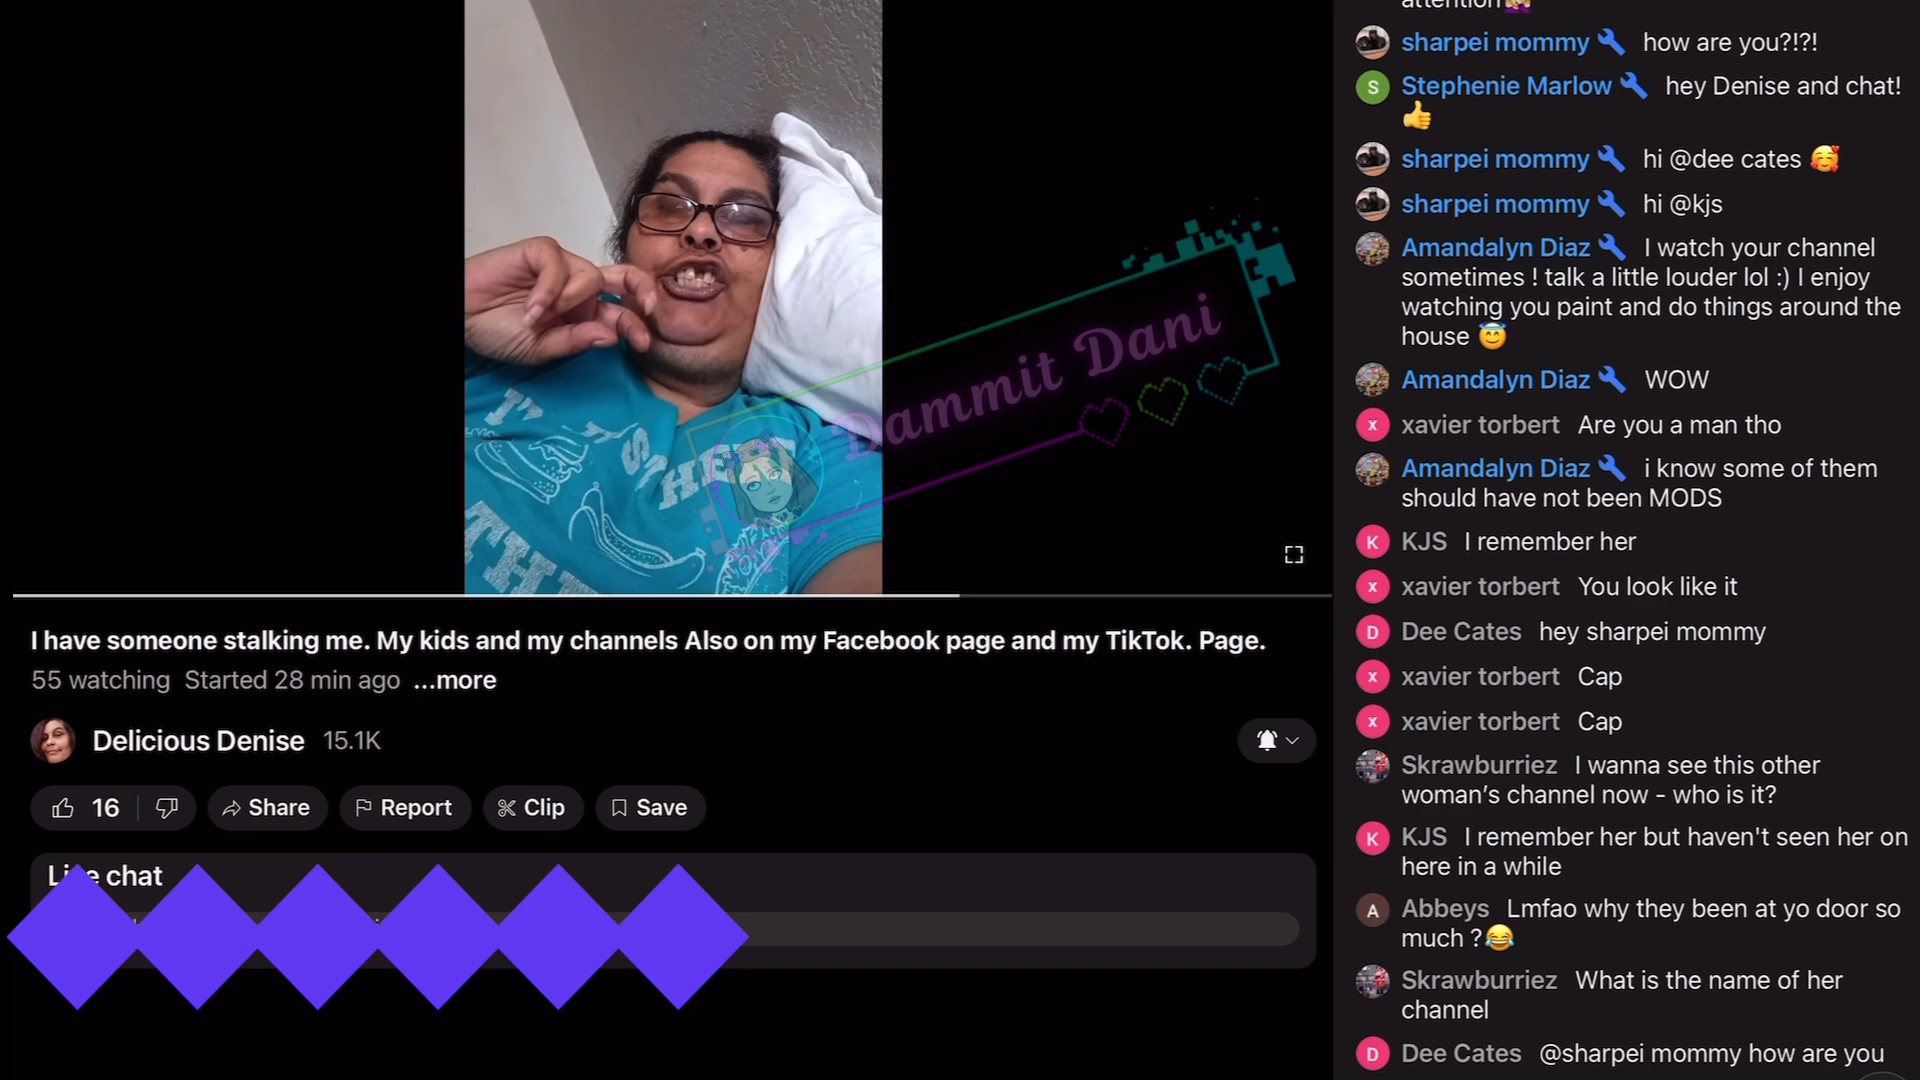 attention
sharpei mommy how are you?!?!
Stephenie Marlow hey Denise and chat!
👍
sharpei mommy hi @dee cates 🥰
sharpei mommy hi @kjs
Amandalyn Diaz I watch your channel
sometimes ! talk a little louder lol :) I enjoy
watching you paint and do things around the
house 😇
Amandalyn Diaz WOW
xavier torbert Are you a man tho
Amandalyn Diaz i know some of them
should have not been MODS
KJS I remember her
xavier torbert You look like it
Dee Cates hey sharpei mommy
xavier torbert Cap
xavier torbert Cap
Skrawburriez I wanna see this other
woman’s channel now - who is it?
KJS I remember her but haven't seen her on
here in a while
Abbeys Lmfao why they been at yo door so
much ?😂
Skrawburriez What is the name of her
channel
Dee Cates @sharpei mommy how are you
Dammit Dani
I have someone stalking me. My kids and my channels Also on my Facebook page and my TikTok. Page.
55 watching Started 28 min ago ...more
Delicious Denise 15.1K
16 Share Report Clip Save
chat